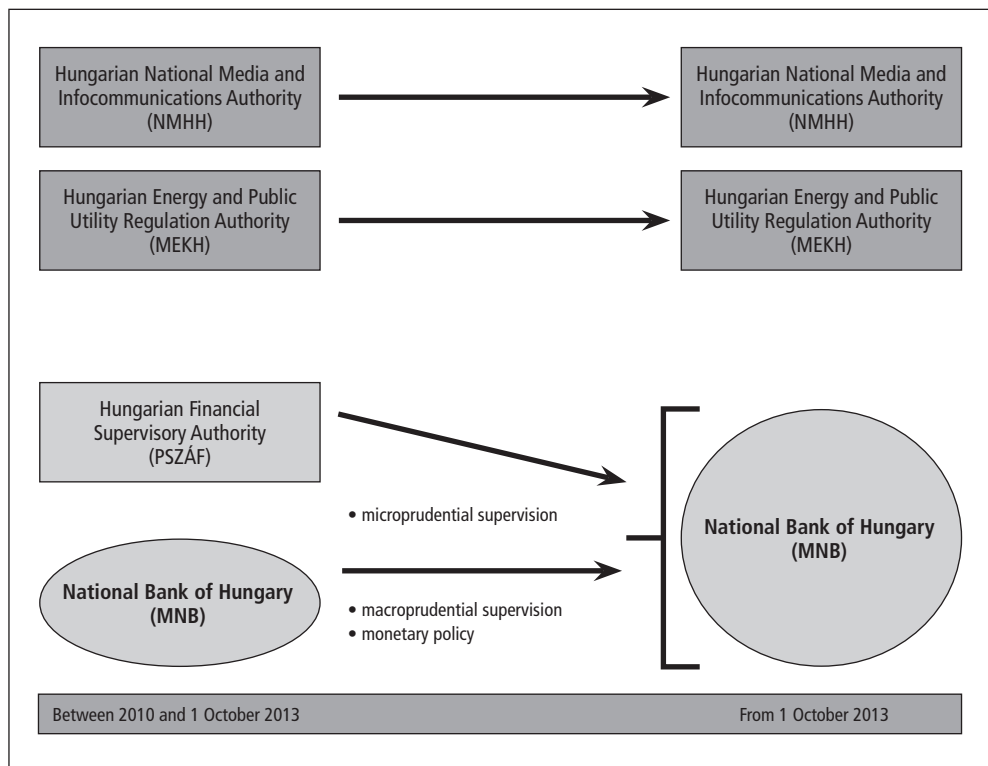 Hungarian National Media and
Infocommunications Authority
(NMHH)
Hungarian National Media and
Infocommunications Authority
(NMHH)
Hungarian Energy and Public
Utility Regulation Authority
(MEKH)
Hungarian Energy and Public
Utility Regulation Authority
(MEKH)
Hungarian Financial
Supervisory Authority
(PSZÁF)
• microprudential supervision
National Bank of Hungary
(MNB)
• macroprudential supervision
• monetary policy
National Bank of Hungary
(MNB)
Between 2010 and 1 October 2013
From 1 October 2013